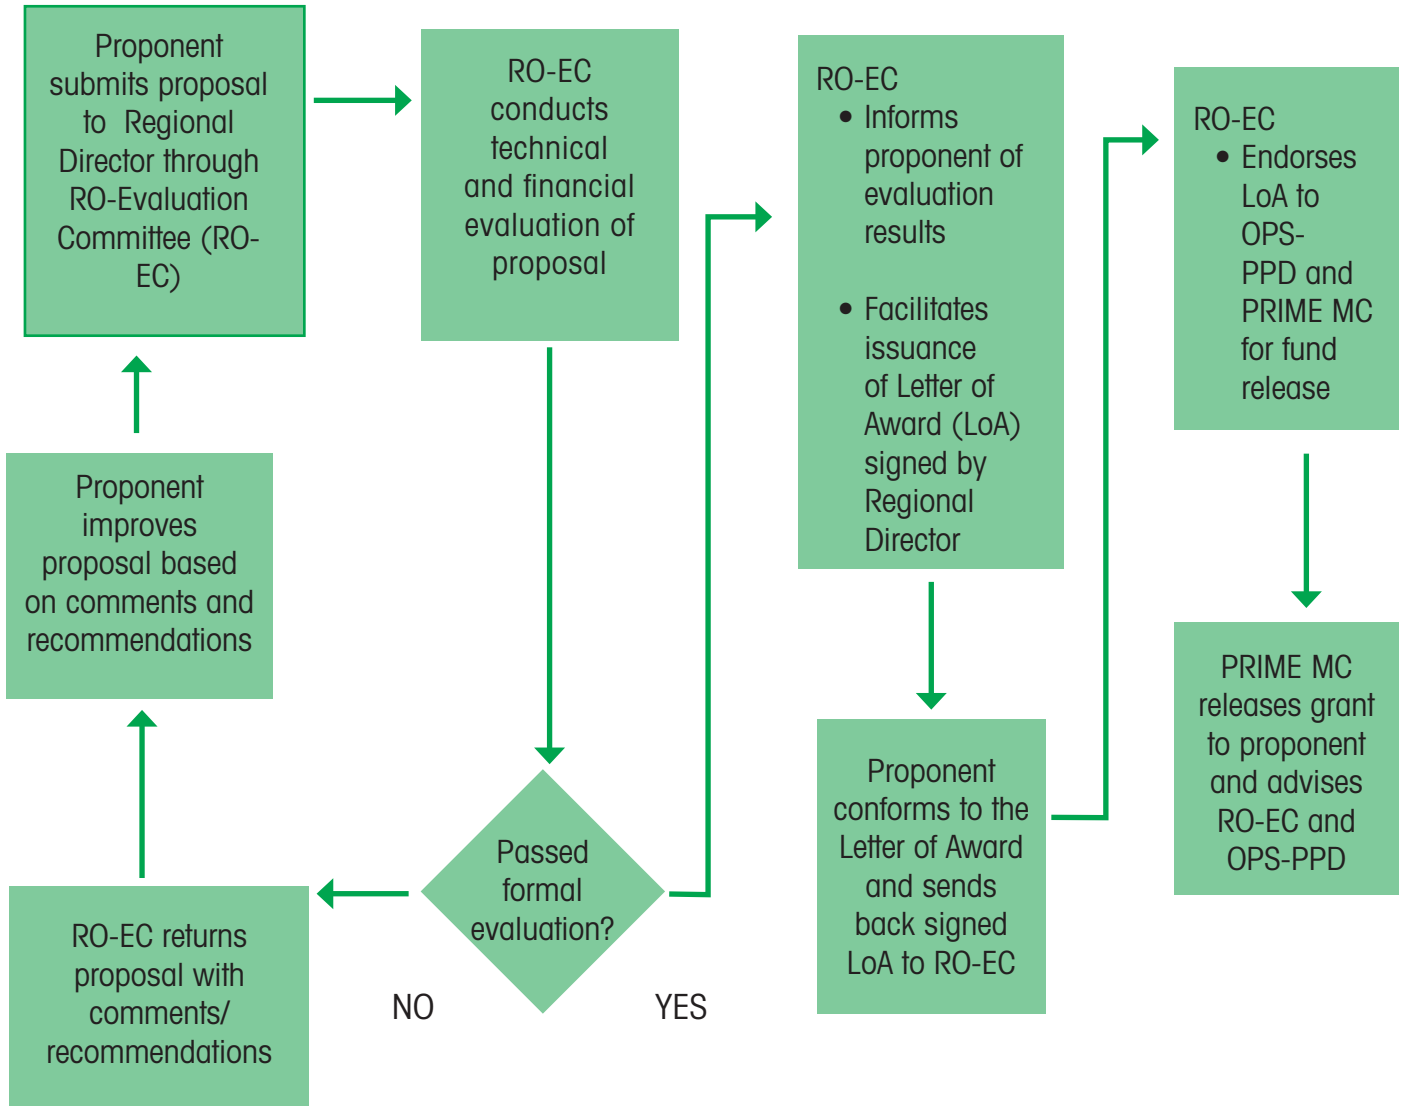 Proponent
submits proposal
to Regional
Director through
RO-Evaluation
Committee (RO-
EC)
RO-EC
conducts
technical
and financial
evaluation of
proposal
Passed
formal
evaluation?
NO
YES
RO-EC returns
proposal with
comments/
recommendations
Proponent
improves
proposal based
on comments and
recommendations
RO-EC
• Informs
proponent of
evaluation
results
• Facilitates
issuance
of Letter of
Award (LoA)
signed by
Regional
Director
Proponent
conforms to the
Letter of Award
and sends
back signed
LoA to RO-EC
RO-EC
• Endorses
LoA to
OPS-
PPD and
PRIME MC
for fund
release
PRIME MC
releases grant
to proponent
and advises
RO-EC and
OPS-PPD